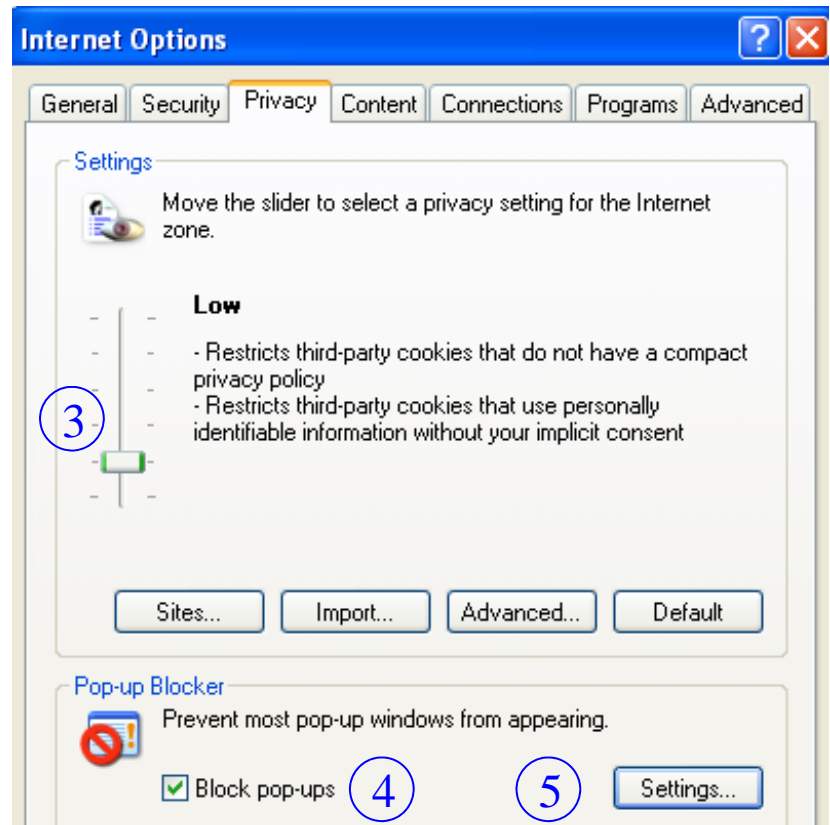 Internet Options
General Security Privacy Content Connections Programs Advanced
Settings
Move the slider to select a privacy setting for the Internet
zone.
Low
- Restricts third-party cookies that do not have a compact
privacy policy
- Restricts third-party cookies that use personally
identifiable information without your implicit consent
3
Sites... Import... Advanced... Default
Pop-up Blocker
Prevent most pop-up windows from appearing.
Block pop-ups 4 5 Settings...